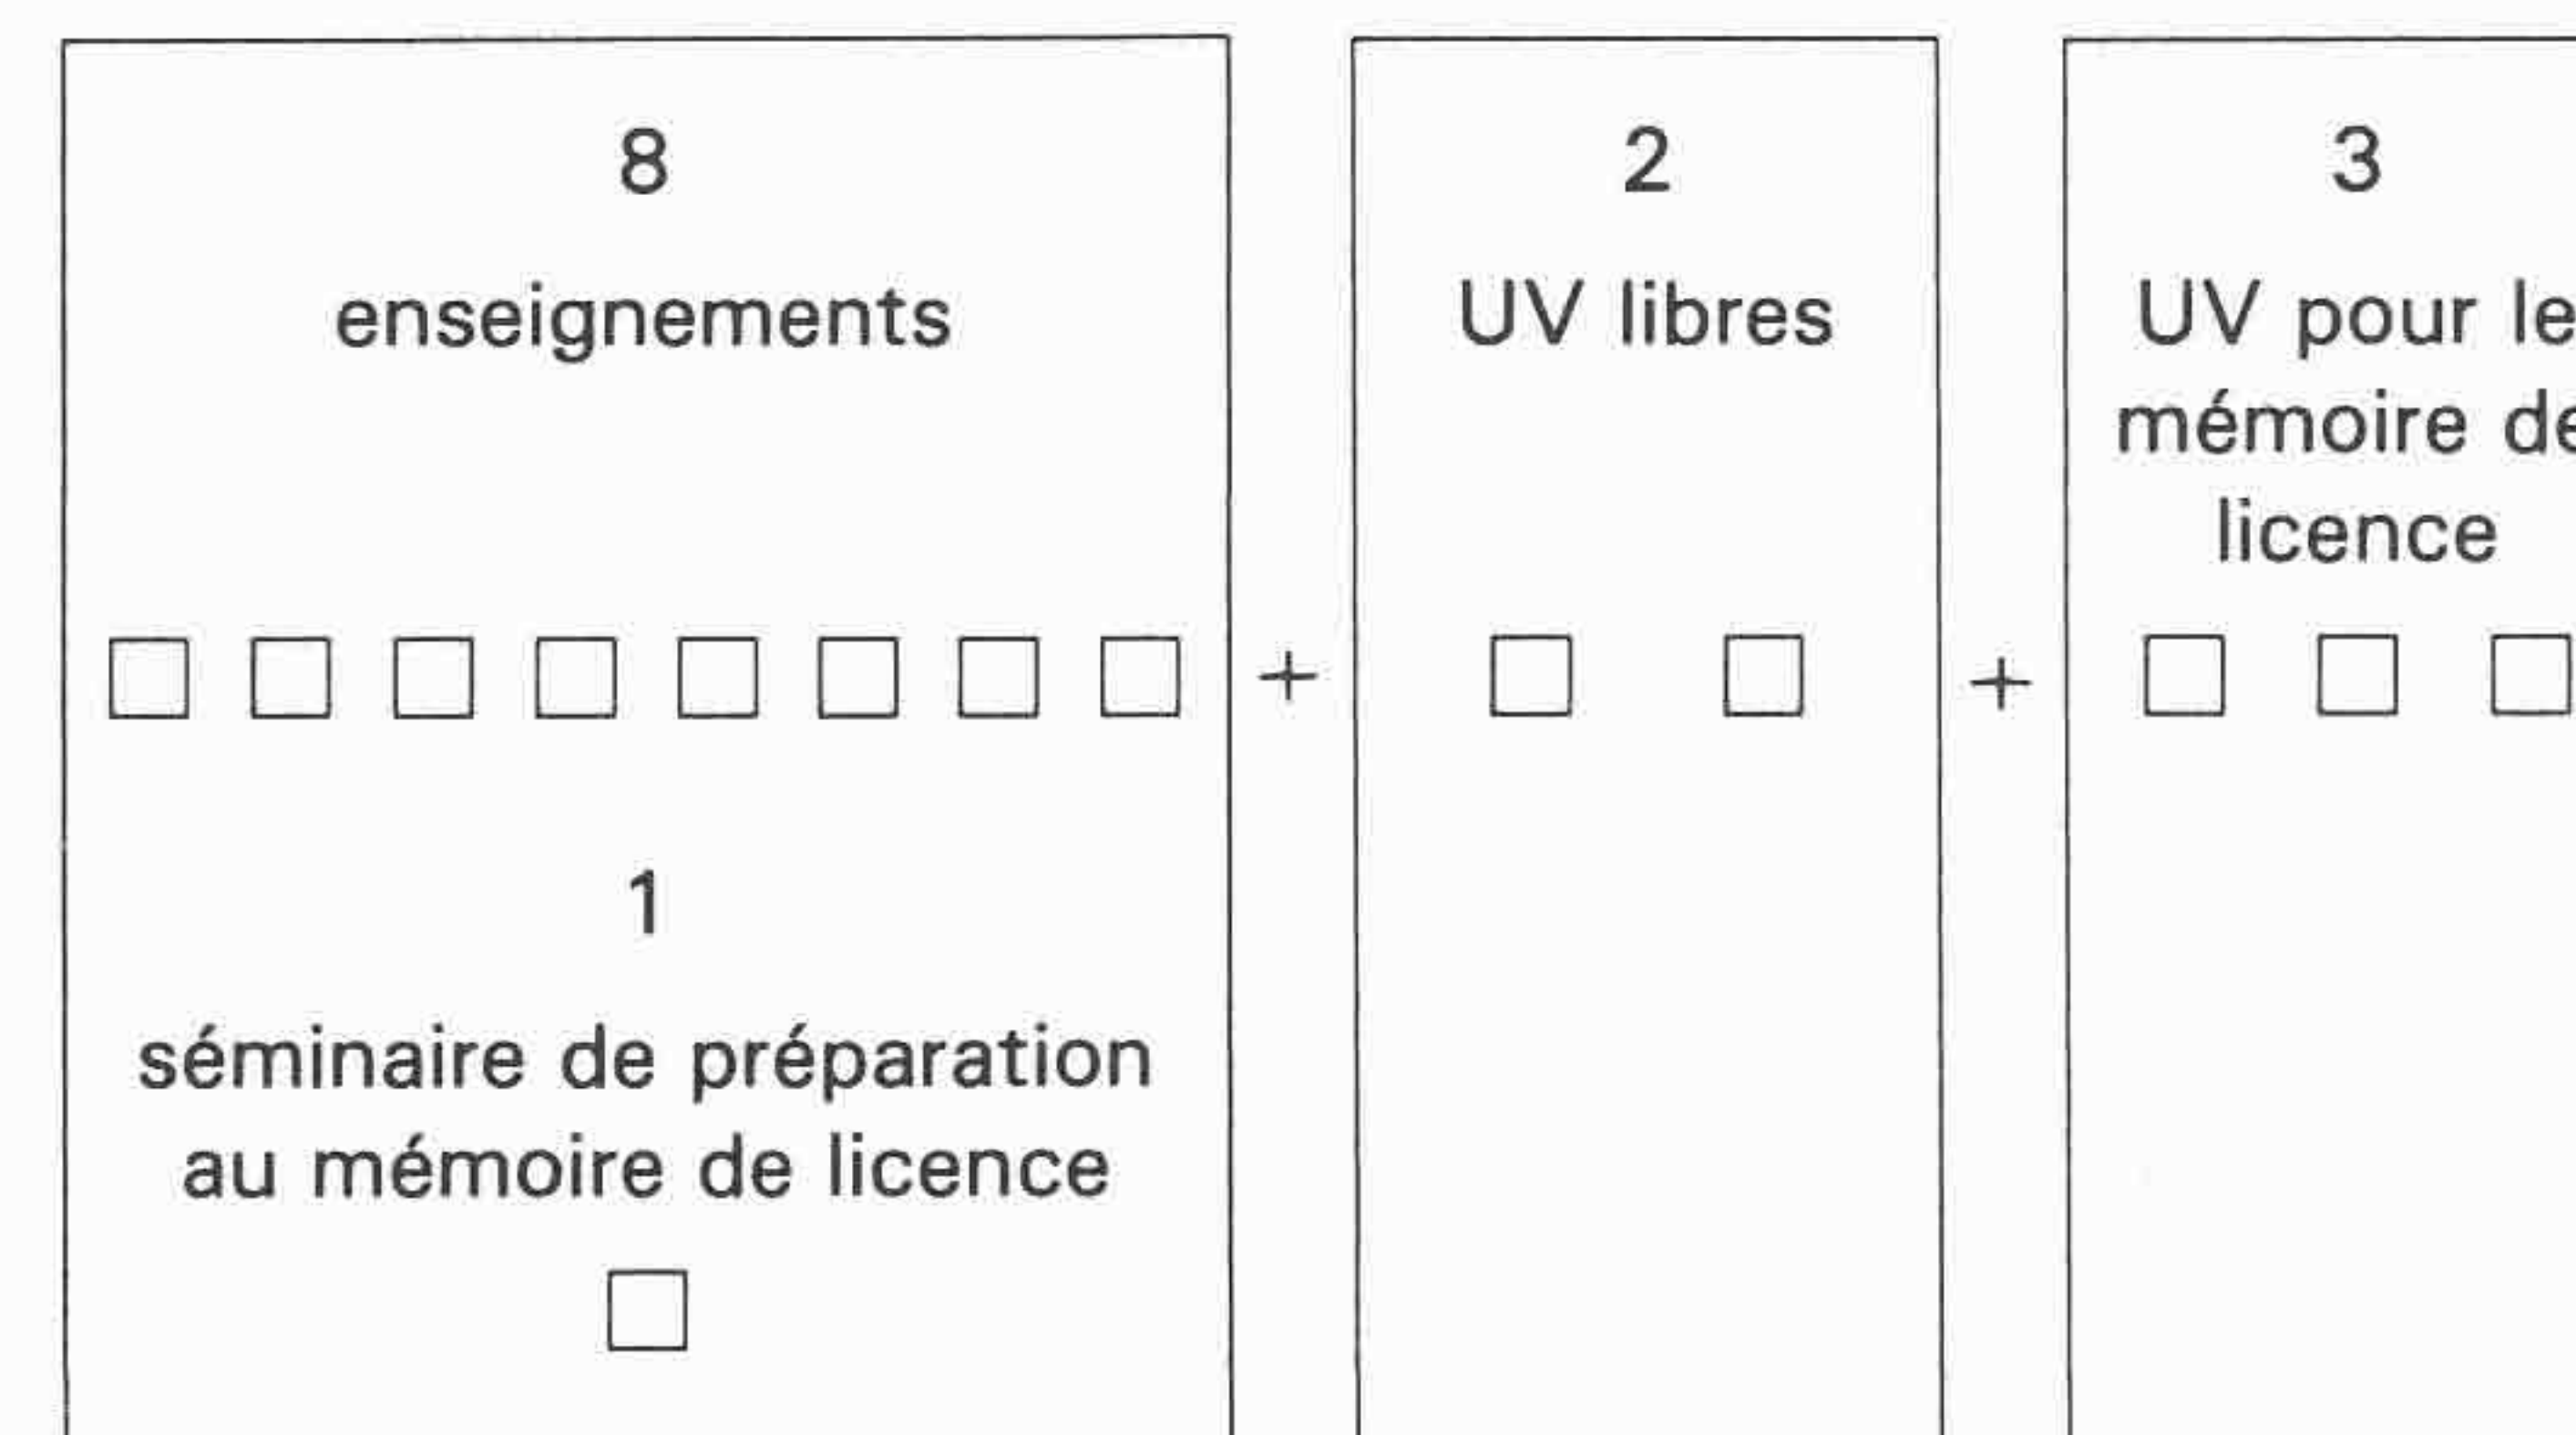 8
enseignements
1
séminaire de préparation
au mémoire de licence
+
2
UV libres
+
3
UV pour le
mémoire de
licence